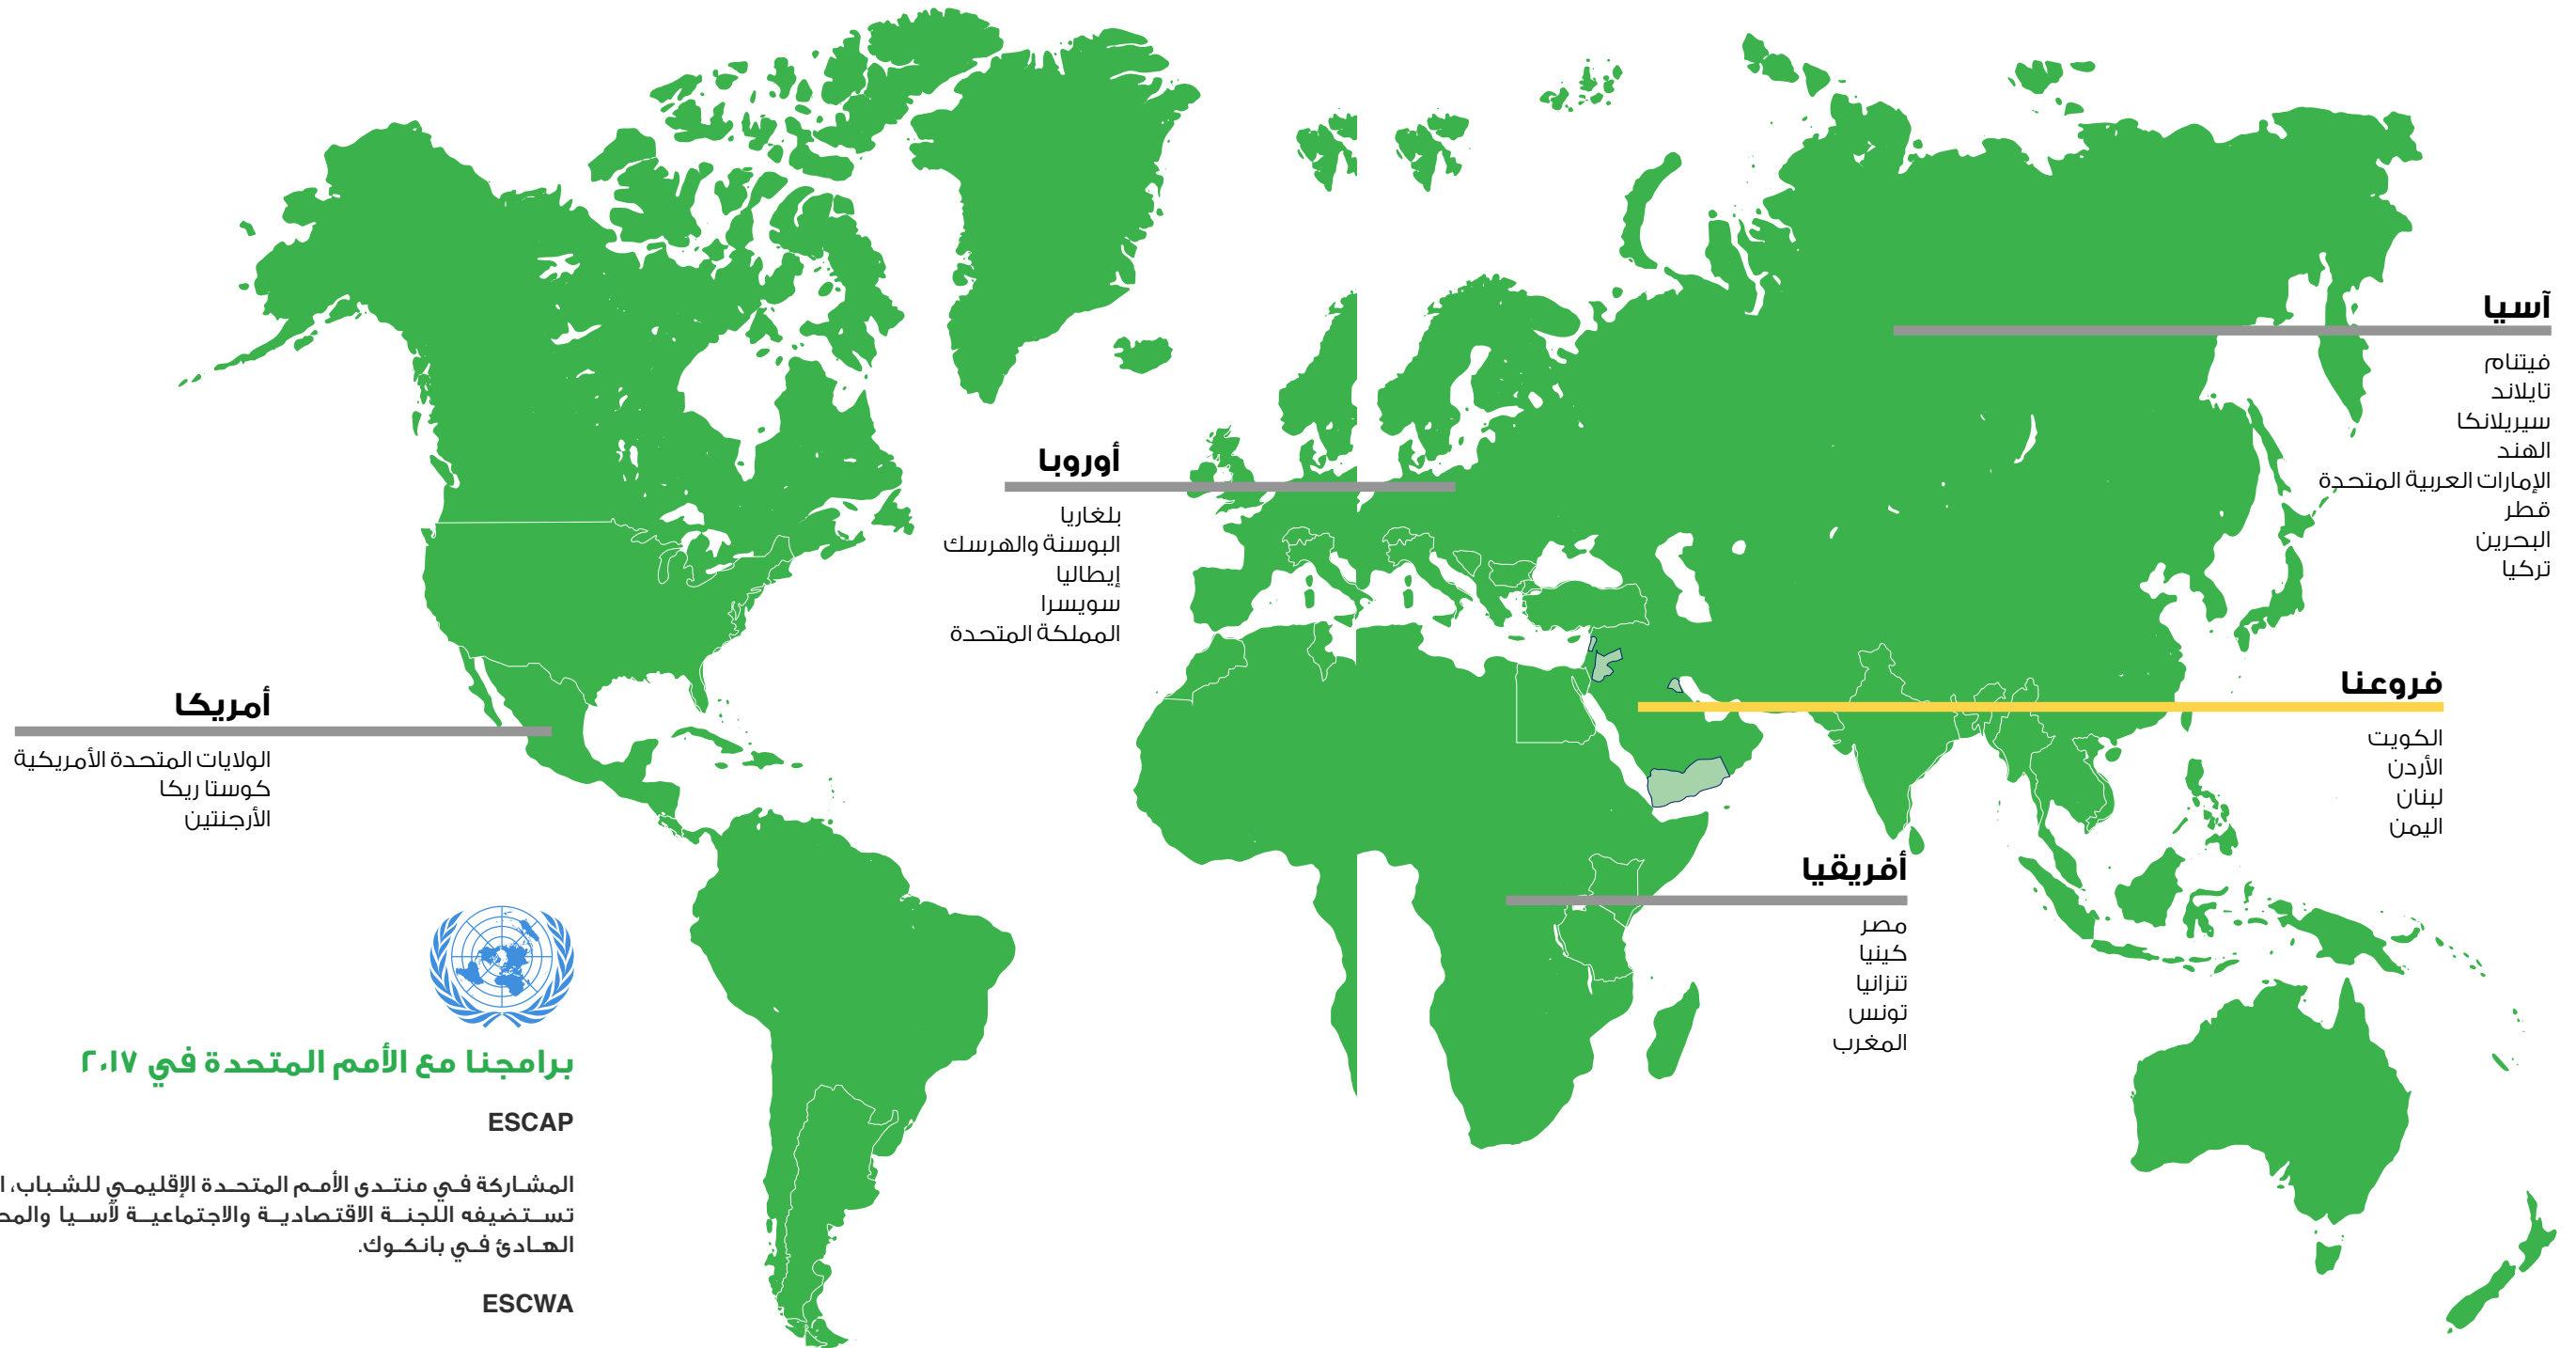 آسيا
فيتنام
تايلاند
سيريلانكا
الهند
الإمارات العربية المتحدة
قطر
البحرين
تركيا
أوروبا
بلغاريا
البوسنة والهرسك
إيطاليا
سويسرا
المملكة المتحدة
فروعنا
الكويت
الأردن
لبنان
اليمن
أمريكا
الولايات المتحدة الأمريكية
كوستا ريكا
الأرجنتين
أفريقيا
مصر
كينيا
تنزانيا
تونس
المغرب
برامجنا مع الأمم المتحدة في ٢٠١٧
ESCAP
المشاركة في منتدى الأمم المتحدة الإقليمي للشباب،
تستضيفه اللجنة الاقتصادية والاجتماعية لآسيا
الهادئ في بانكوك.
ESCWA